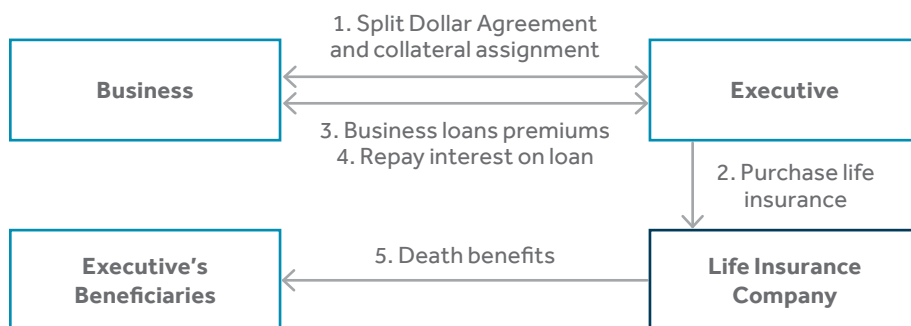 1. Split Dollar Agreement
and collateral assignment
Business
Executive
3. Business loans premiums
4. Repay interest on loan
2. Purchase life
insurance
Executive's
Beneficiaries
5. Death benefits
Life Insurance
Company